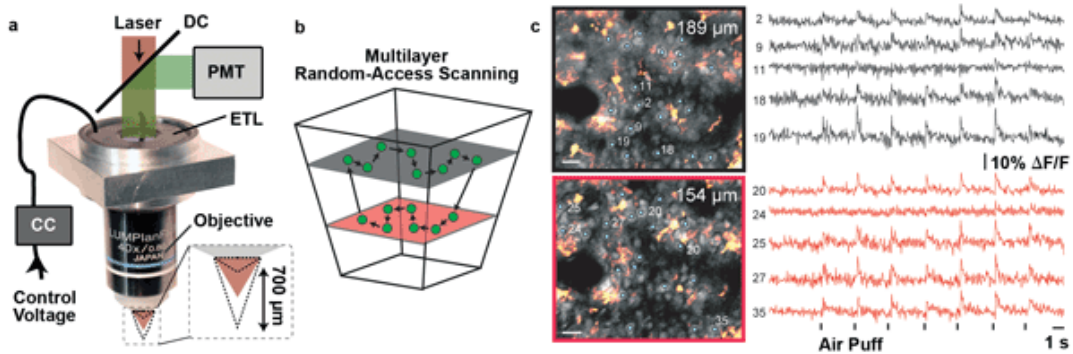 a
Laser
DC
PMT
ETL
CC
Objective
LUMPlanF
40x/0.80
JAPAN
Control
Voltage
700 µm
b
Multilayer
Random-Access Scanning
c
189 µm
11
2
9
19
18
154 µm
25
20
24
20
35
2
9
11
18
19
10% ΔF/F
20
24
25
27
35
Air Puff
1 s